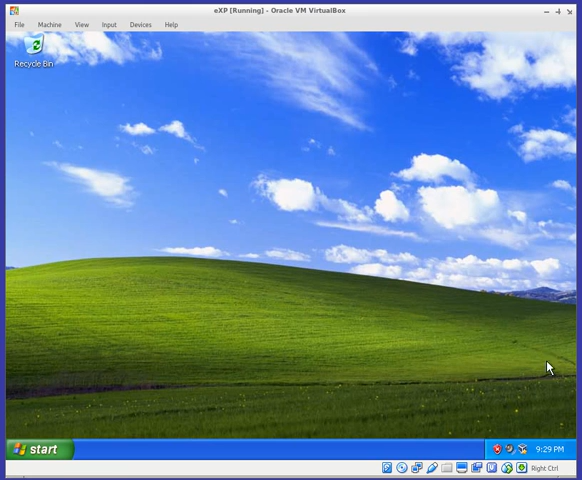 eXP [Running] - Oracle VM VirtualBox
File Machine View Input Devices Help
Recycle Bin
start
9:29 PM
Right Ctrl